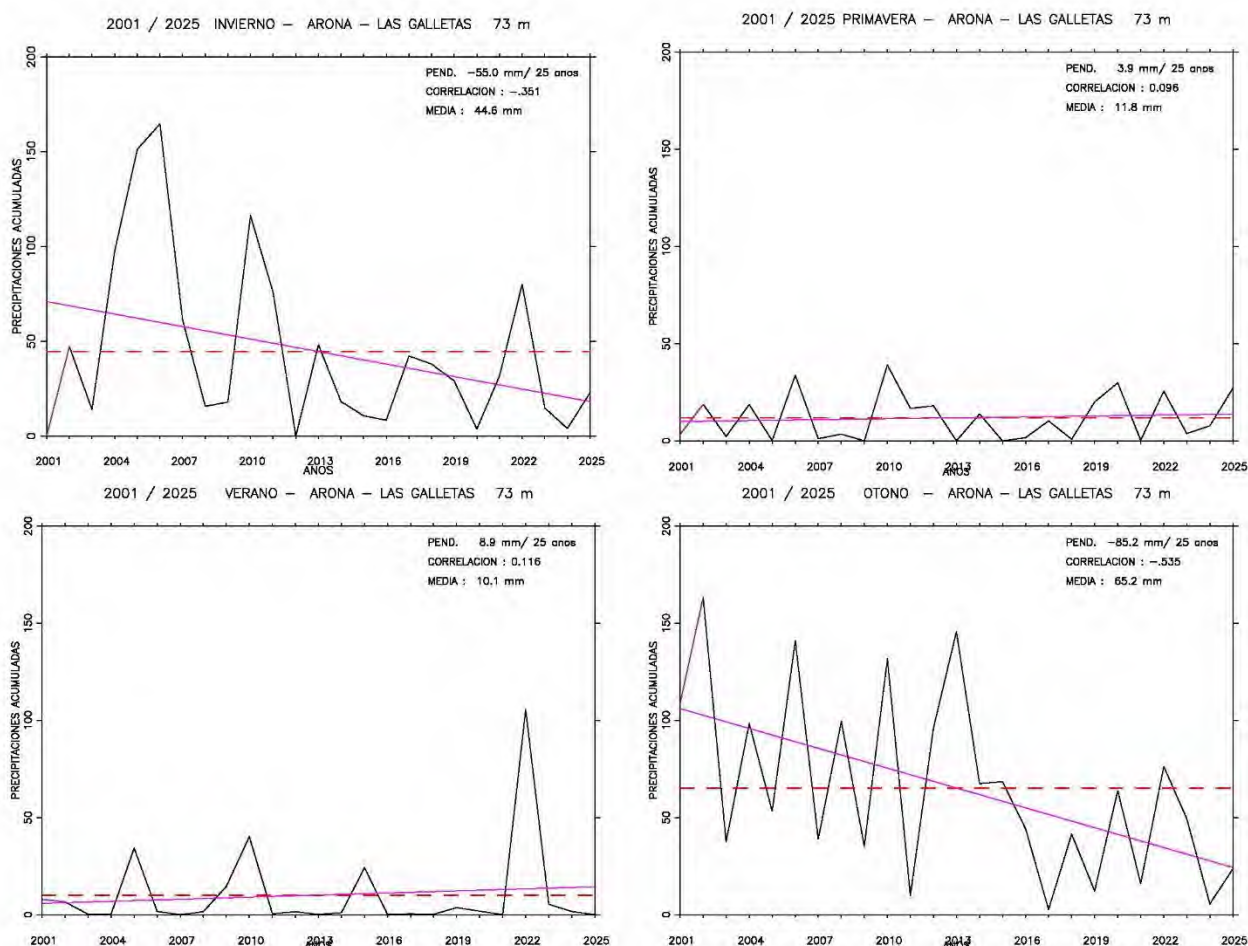 2001 / 2025 INVIERNO – ARONA – LAS GALLETAS 73 m
PEND. -55.0 mm/ 25 anos
CORRELACION : -.351
MEDIA : 44.6 mm
PRECIPITACIONES ACUMULADAS
200
150
100
50
0
2001 2004 2007 2010 2013 2016 2019 2022 2025
ANOS
2001 / 2025 PRIMAVERA – ARONA – LAS GALLETAS 73 m
PEND. 3.9 mm/ 25 anos
CORRELACION : 0.096
MEDIA : 11.8 mm
PRECIPITACIONES ACUMULADAS
200
150
100
50
0
2001 2004 2007 2010 2013 2016 2019 2022 2025
ANOS
2001 / 2025 VERANO – ARONA – LAS GALLETAS 73 m
PEND. 8.9 mm/ 25 anos
CORRELACION : 0.116
MEDIA : 10.1 mm
PRECIPITACIONES ACUMULADAS
200
150
100
50
0
2001 2004 2007 2010 2013 2016 2019 2022 2025
2001 / 2025 OTONO – ARONA – LAS GALLETAS 73 m
PEND. -85.2 mm/ 25 anos
CORRELACION : -.535
MEDIA : 65.2 mm
PRECIPITACIONES ACUMULADAS
200
150
100
50
0
2001 2004 2007 2010 2013 2016 2019 2022 2025